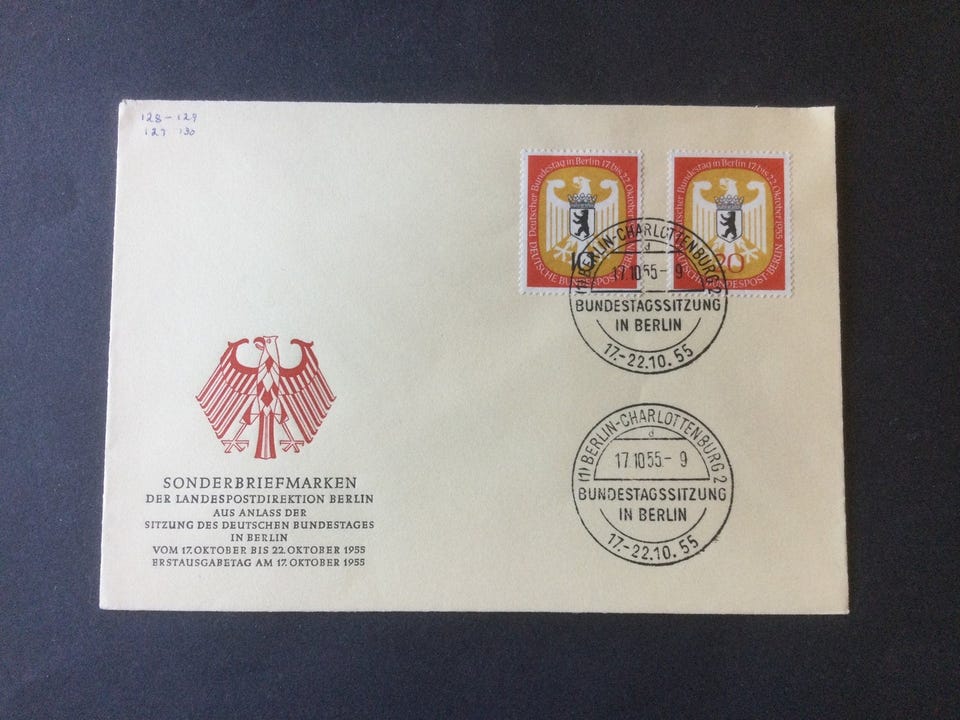 128-129
127 130
Deutscher Bundestag in Berlin 17. bis 22. Oktober 1955
10
DEUTSCHE BUNDESPOST BERLIN
Deutscher Bundestag in Berlin 17. bis 22. Oktober 1955
20
DEUTSCHE BUNDESPOST BERLIN
(1) BERLIN-CHARLOTTENBURG 2
d
17.10.55-9
BUNDESTAGSSITZUNG
IN BERLIN
17.-22.10.55
(1) BERLIN-CHARLOTTENBURG 2
d
17.10.55-9
BUNDESTAGSSITZUNG
IN BERLIN
17.-22.10.55
SONDERBRIEFMARKEN
DER LANDESPOSTDIREKTION BERLIN
AUS ANLASS DER
SITZUNG DES DEUTSCHEN BUNDESTAGES
IN BERLIN
VOM 17. OKTOBER BIS 22. OKTOBER 1955
ERSTAUSGABETAG AM 17. OKTOBER 1955